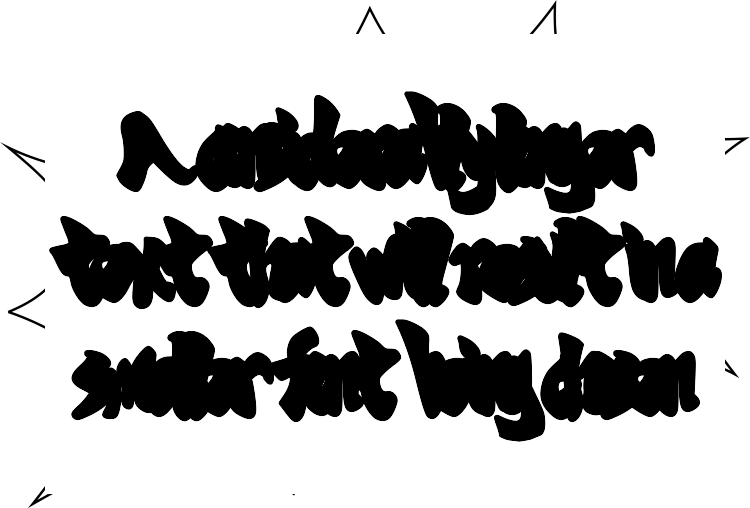 A considerably larger
text that will result in a
smaller font being drawn